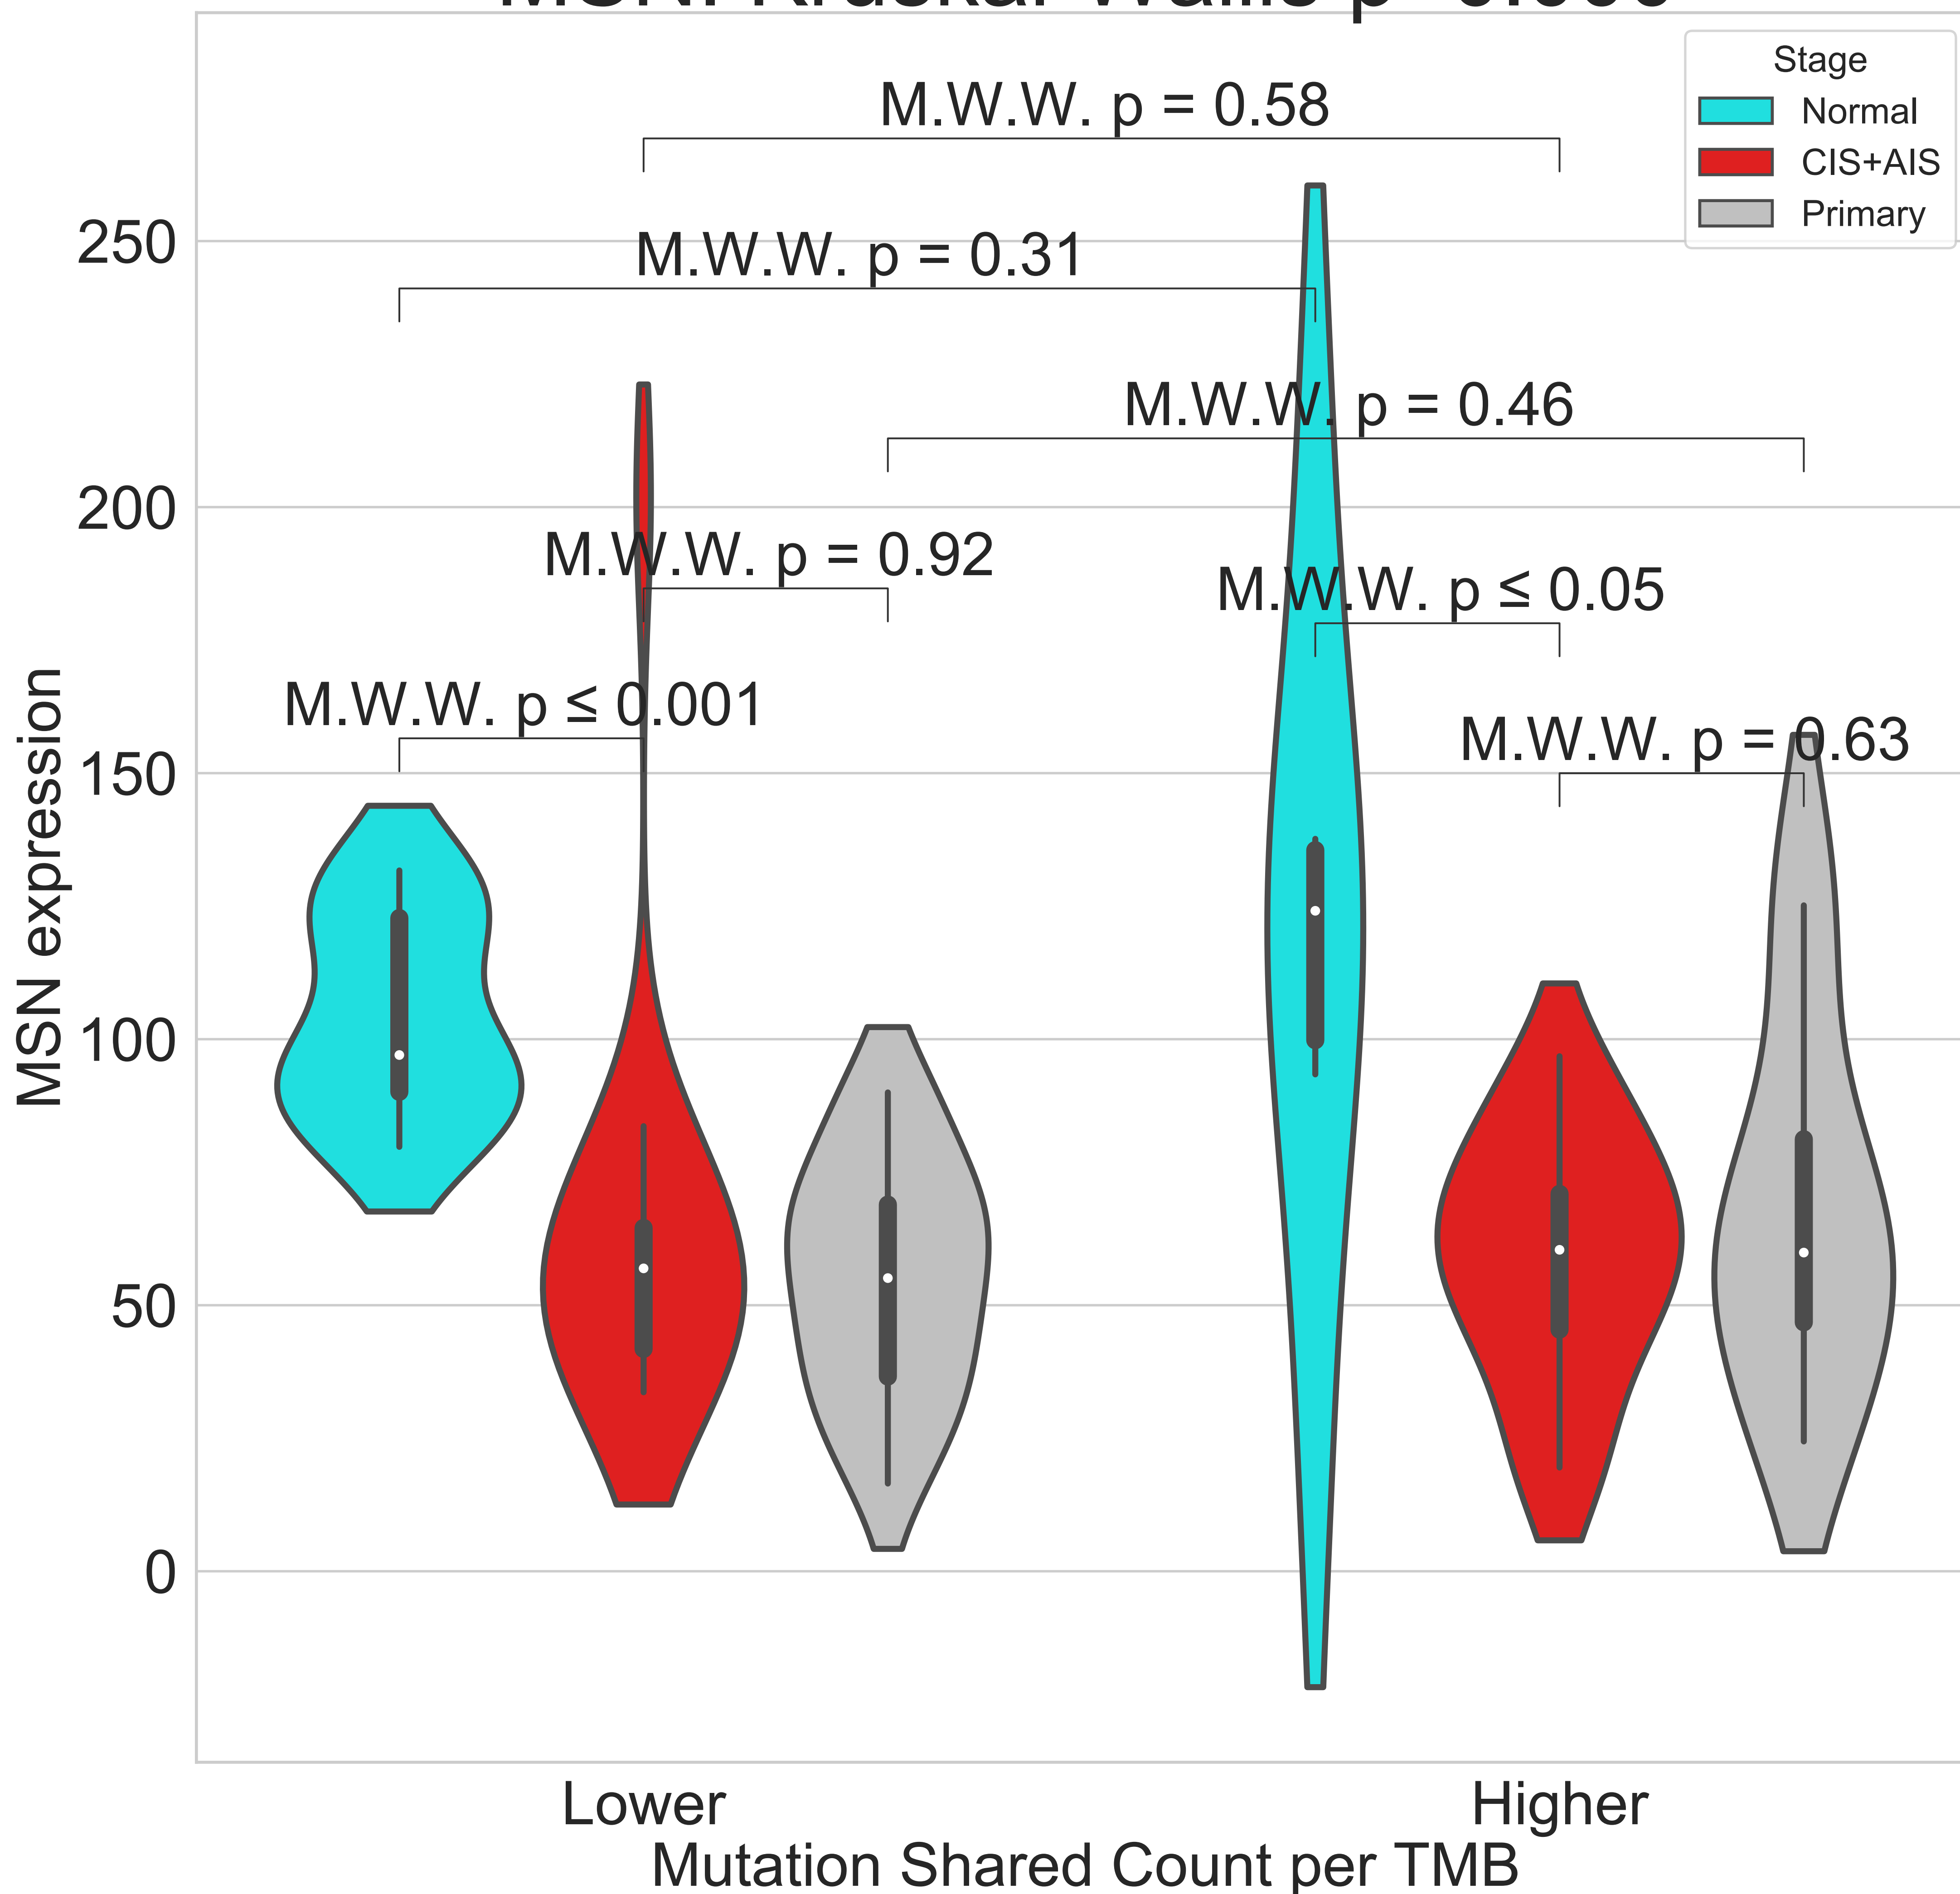 Stage
Normal
CIS+AIS
Primary
M.W.W. p = 0.58
M.W.W. p = 0.31
M.W.W. p = 0.46
M.W.W. p = 0.92
M.W.W. p ≤ 0.05
M.W.W. p ≤ 0.001
M.W.W. p = 0.63
250
200
150
100
50
0
MSN expression
Lower
Higher
Mutation Shared Count per TMB